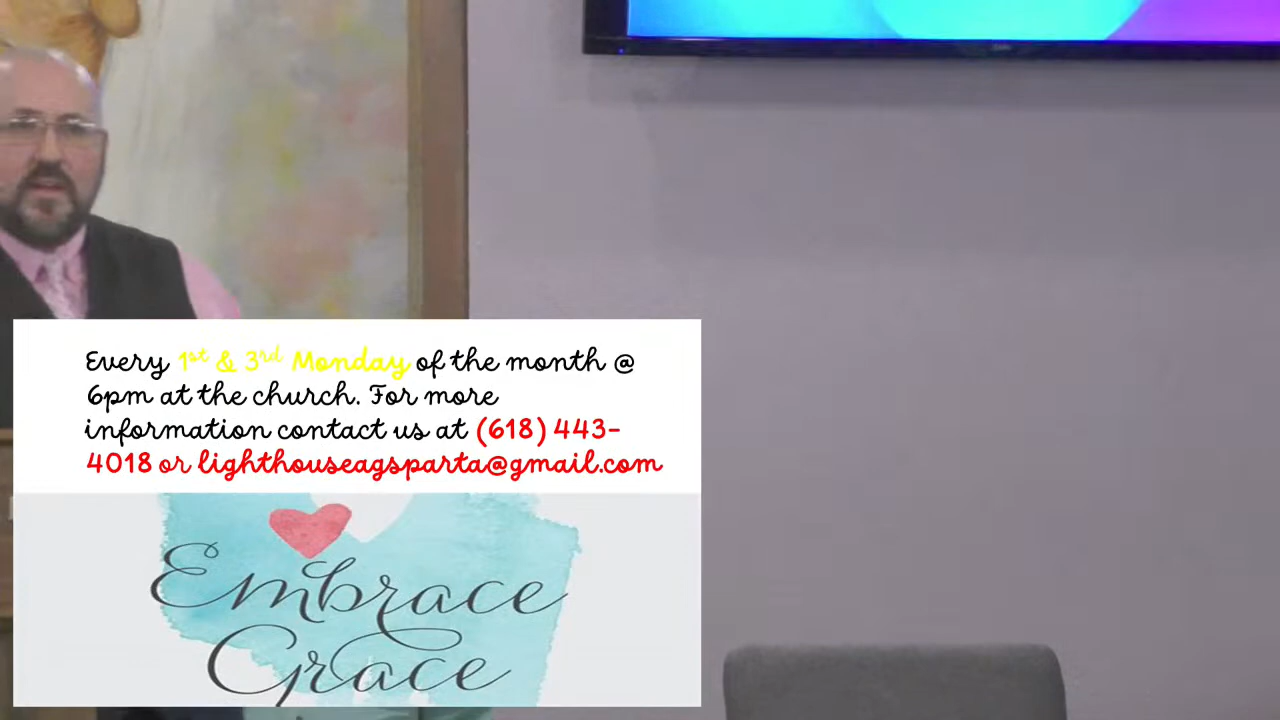 Every 1st & 3rd Monday of the month @
6pm at the church. For more
information contact us at (618) 443-
4018 or lighthouseagsparta@gmail.com
Embrace
Grace